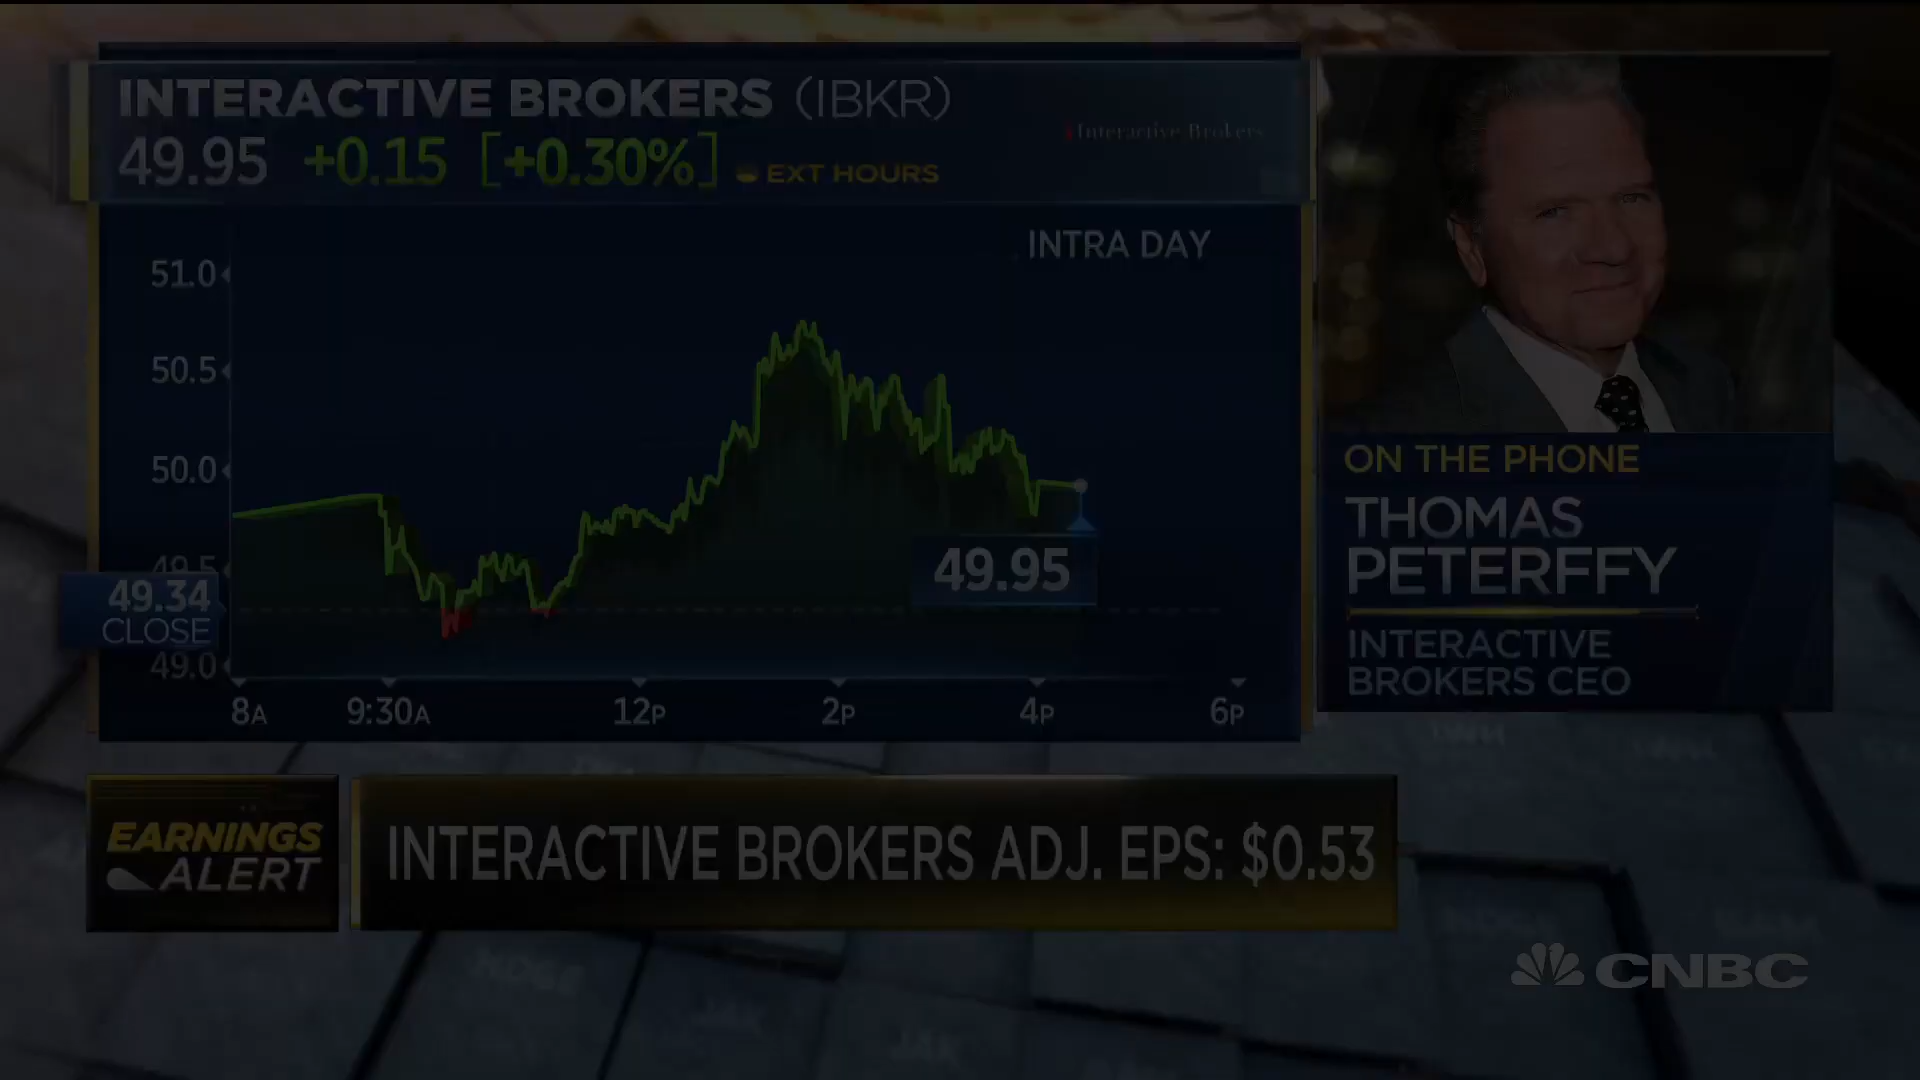 INTERACTIVE BROKERS (IBKR)
49.95 +0.15 [+0.30%] EXT HOURS
Interactive Brokers
INTRA DAY
51.0
50.5
50.0
49.5
49.34
CLOSE
49.0
49.95
8A 9:30A 12P 2P 4P 6P
ON THE PHONE
THOMAS
PETERFFY
INTERACTIVE
BROKERS CEO
EARNINGS
ALERT
INTERACTIVE BROKERS ADJ. EPS: $0.53
CNBC